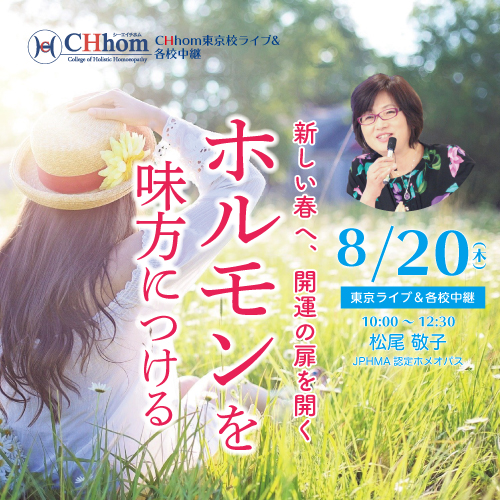 シーエイチホム
CHhom
College of Holistic Homoeopathy
CHhom東京校ライブ&
各校中継
新しい春へ、開運の扉を開く
ホルモンを
味方につける
8/20(木)
東京ライブ&各校中継
10:00 ~ 12:30
松尾 敬子
JPHMA 認定ホメオパス